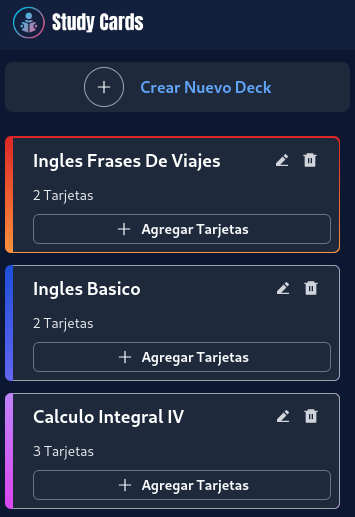 Study Cards
Crear Nuevo Deck
Ingles Frases De Viajes
2 Tarjetas
Agregar Tarjetas
Ingles Basico
2 Tarjetas
Agregar Tarjetas
Calculo Integral IV
3 Tarjetas
Agregar Tarjetas